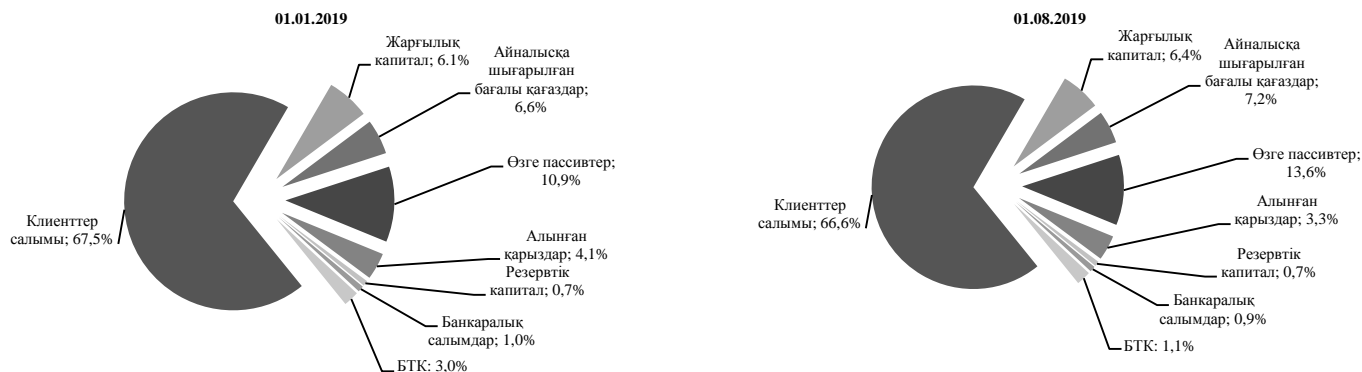 01.01.2019
Жарғылық
капитал; 6.1%
Айналысқа
шығарылған
бағалы қағаздар;
6,6%
Өзге пассивтер;
10,9%
Алынған
қарыздар; 4,1%
Резервтік
капитал; 0,7%
Банкаралық
салымдар; 1,0%
БТК: 3,0%
Клиенттер
салымы; 67,5%
01.08.2019
Жарғылық
капитал; 6,4%
Айналысқа
шығарылған
бағалы қағаздар;
7,2%
Өзге пассивтер;
13,6%
Алынған
қарыздар; 3,3%
Резервтік
капитал; 0,7%
Банкаралық
салымдар; 0,9%
БТК: 1,1%
Клиенттер
салымы; 66,6%